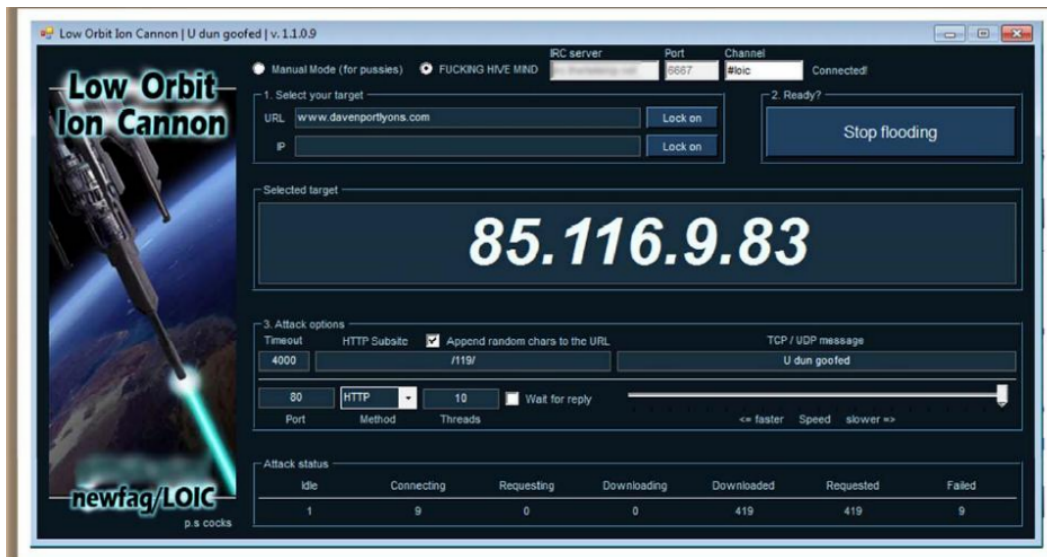 Low Orbit Ion Cannon | U dun goofed | v. 1.1.0.9
Low Orbit
Ion Cannon
Manual Mode (for pussies)
FUCKING HIVE MIND
IRC server
Port
Channel
6667
#loic
Connected!
1. Select your target
URL
www.davenportlyons.com
Lock on
IP
Lock on
2. Ready?
Stop flooding
Selected target
85.116.9.83
3. Attack options
Timeout
HTTP Subsite
Append random chars to the URL
TCP / UDP message
4000
/119/
U dun goofed
80
HTTP
10
Wait for reply
Port
Method
Threads
<= faster
Speed
slower =>
Attack status
Idle
Connecting
Requesting
Downloading
Downloaded
Requested
Failed
1
9
0
0
419
419
9
newfag/LOIC
p.s cocks